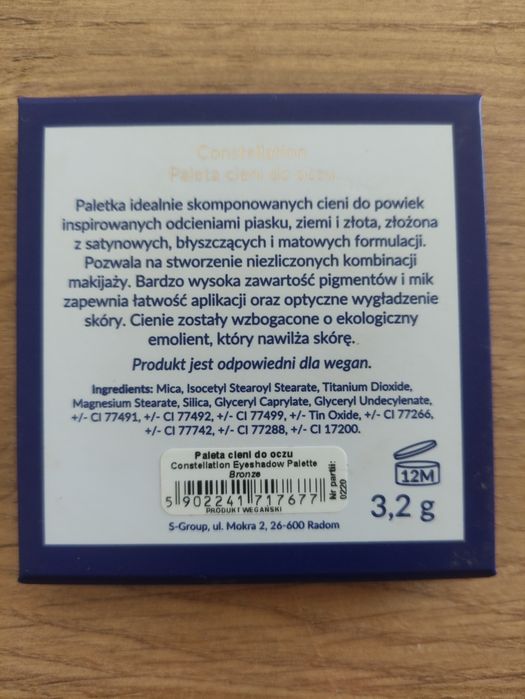 Constellation
Paleta cieni do oczu
Paletka idealnie skomponowanych cieni do powiek
inspirowanych odcieniami piasku, ziemi i złota, złożona
z satynowych, błyszczących i matowych formulacji.
Pozwala na stworzenie niezliczonych kombinacji
makijaży. Bardzo wysoka zawartość pigmentów i mik
zapewnia łatwość aplikacji oraz optyczne wygładzenie
skóry. Cienie zostały wzbogacone o ekologiczny
emolient, który nawilża skórę.
Produkt jest odpowiedni dla wegan.
Ingredients: Mica, Isocetyl Stearoyl Stearate, Titanium Dioxide,
Magnesium Stearate, Silica, Glyceryl Caprylate, Glyceryl Undecylenate,
+/- CI 77491, +/- CI 77492, +/- CI 77499, +/- Tin Oxide, +/- CI 77266,
+/- CI 77742, +/- CI 77288, +/- CI 17200.
Paleta cieni do oczu
Constellation Eyeshadow Palette
Bronze
5 902241 717677
PRODUKT WEGAŃSKI
Nr partii:
0220
12M
3,2 g
S-Group, ul. Mokra 2, 26-600 Radom